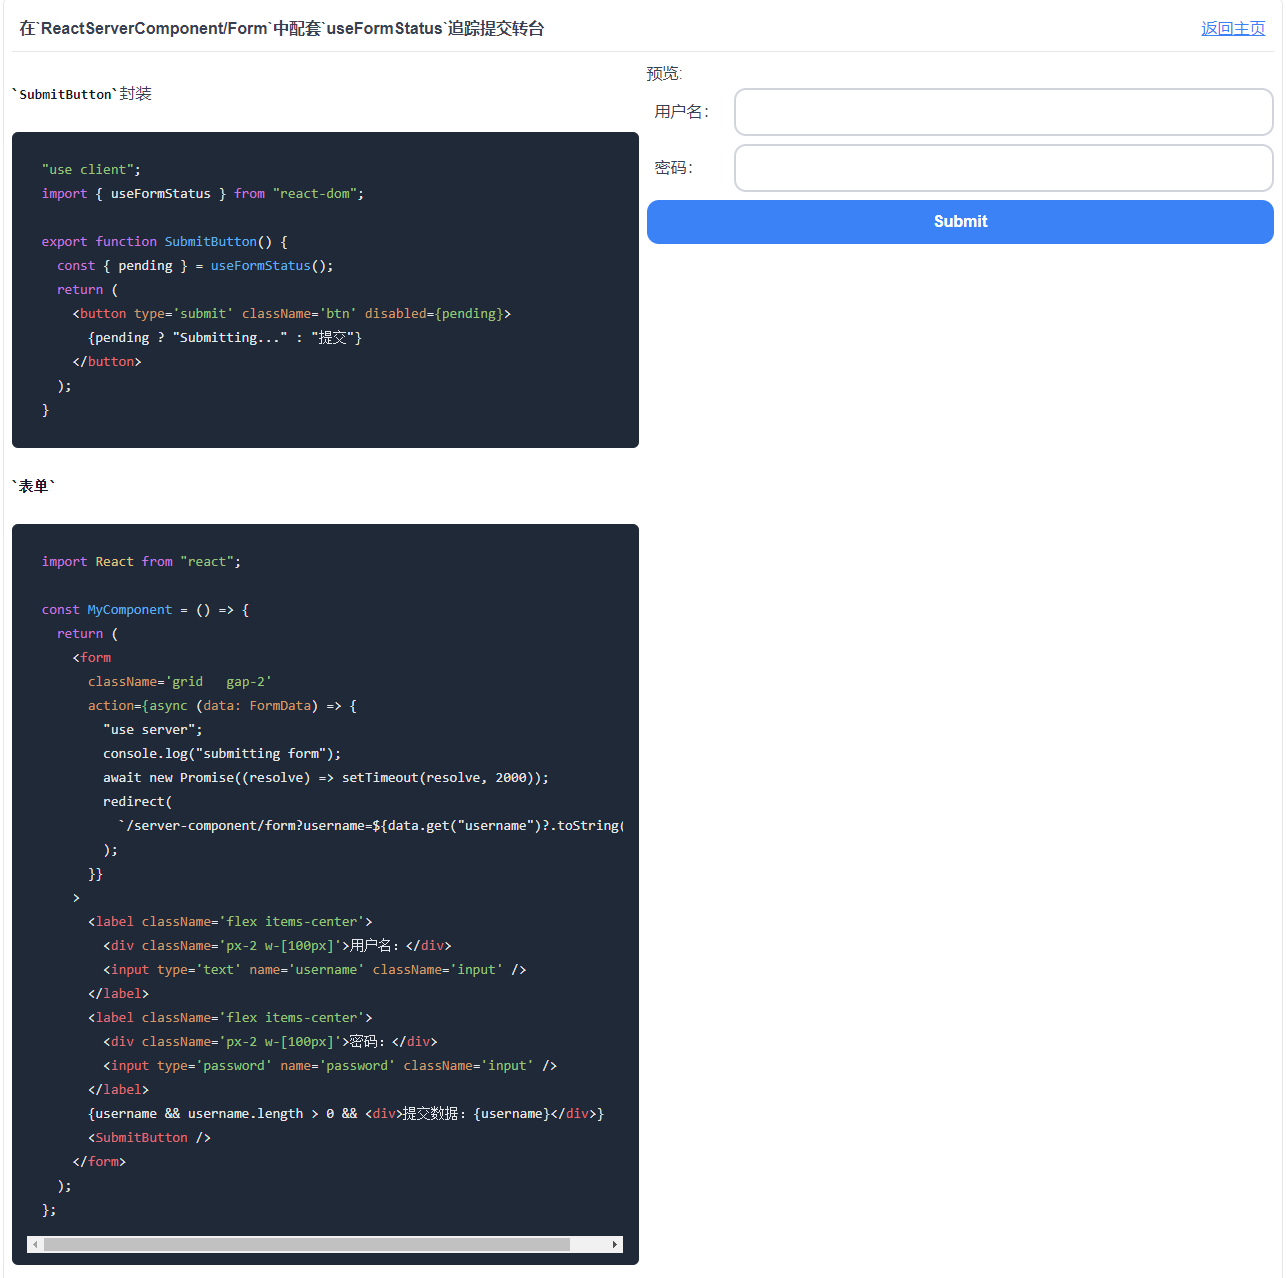 在`ReactServerComponent/Form`中配套`useFormStatus`追踪提交转台
返回主页
`SubmitButton`封装
"use client";
import { useFormStatus } from "react-dom";
export function SubmitButton() {
const { pending } = useFormStatus();
return (
<button type='submit' className='btn' disabled={pending}>
{pending ? "Submitting..." : "提交"}
</button>
);
}
`表单`
import React from "react";
const MyComponent = () => {
return (
<form
className='grid   gap-2'
action={async (data: FormData) => {
"use server";
console.log("submitting form");
await new Promise((resolve) => setTimeout(resolve, 2000));
redirect(
`/server-component/form?username=${data.get("username")?.toString(
);
}}
>
<label className='flex items-center'>
<div className='px-2 w-[100px]'>用户名：</div>
<input type='text' name='username' className='input' />
</label>
<label className='flex items-center'>
<div className='px-2 w-[100px]'>密码：</div>
<input type='password' name='password' className='input' />
</label>
{username && username.length > 0 && <div>提交数据：{username}</div>}
<SubmitButton />
</form>
);
};
预览:
用户名：
密码：
Submit